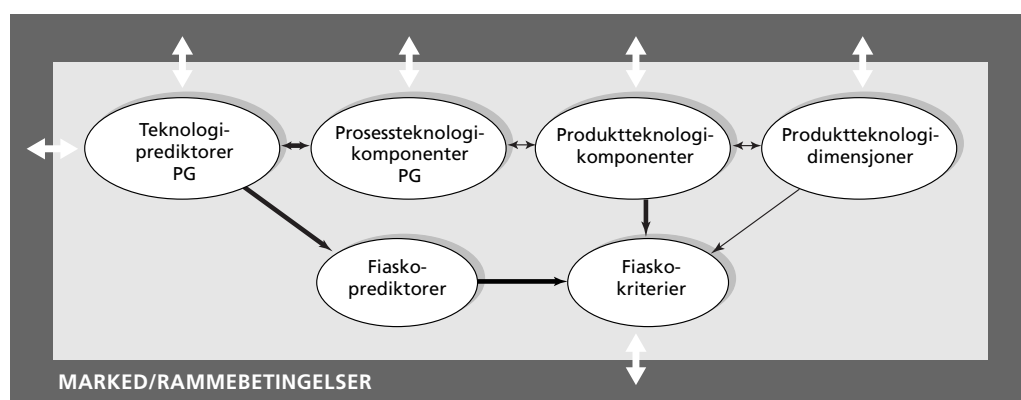 Teknologi-
prediktorer
PG
Prosessteknologi-
komponenter
PG
Produktteknologi-
komponenter
Produktteknologi-
dimensjoner
Fiasko-
prediktorer
Fiasko-
kriterier
MARKED/RAMMEBETINGELSER